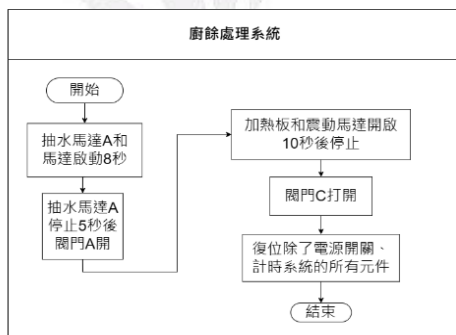 廚餘處理系統
開始
抽水馬達A和
馬達啟動8秒
抽水馬達A
停止5秒後
閥門A開
加熱板和震動馬達開啟
10秒後停止
閥門C打開
復位除了電源開關、
計時系統的所有元件
結束